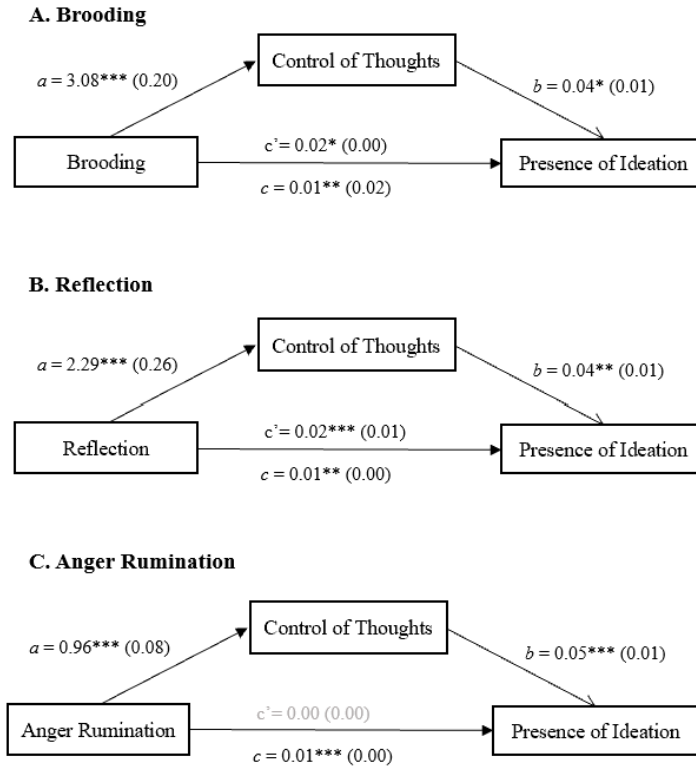 A. Brooding
Control of Thoughts
a = 3.08*** (0.20)
b = 0.04* (0.01)
c’= 0.02* (0.00)
Brooding
Presence of Ideation
c = 0.01** (0.02)
B. Reflection
Control of Thoughts
a = 2.29*** (0.26)
b = 0.04** (0.01)
c’= 0.02*** (0.01)
Reflection
Presence of Ideation
c = 0.01** (0.00)
C. Anger Rumination
Control of Thoughts
a = 0.96*** (0.08)
b = 0.05*** (0.01)
c’= 0.00 (0.00)
Anger Rumination
Presence of Ideation
c = 0.01*** (0.00)